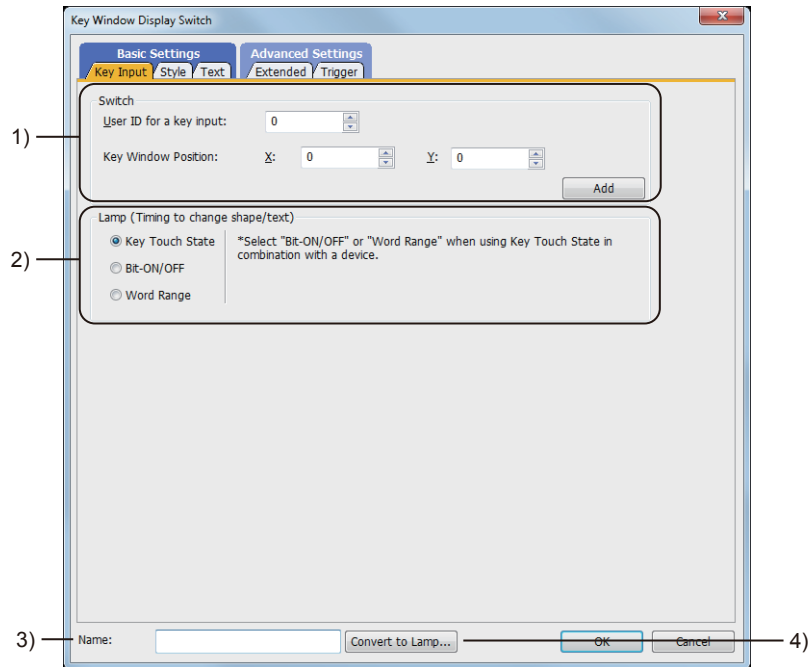 Key Window Display Switch
Basic Settings Advanced Settings
Key Input Style Text Extended Trigger
Switch
1)
User ID for a key input: 0
Key Window Position: X: 0 Y: 0
Add
Lamp (Timing to change shape/text)
2)
Key Touch State *Select "Bit-ON/OFF" or "Word Range" when using Key Touch State in
combination with a device.
Bit-ON/OFF
Word Range
3) Name: Convert to Lamp... OK Cancel 4)